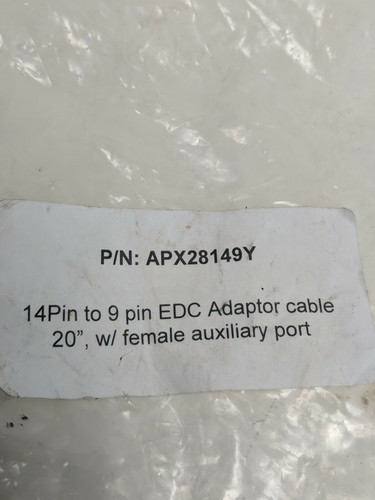 P/N: APX28149Y
14Pin to 9 pin EDC Adaptor cable
20”, w/ female auxiliary port